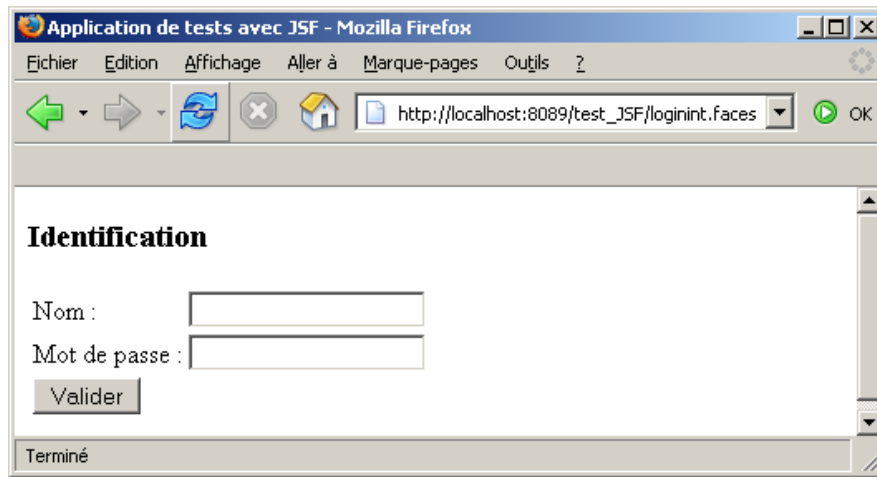 Application de tests avec JSF - Mozilla Firefox
Fichier Edition Affichage Aller à Marque-pages Outils ?
http://localhost:8089/test_JSF/loginint.faces OK
Identification
Nom :
Mot de passe :
Valider
Terminé